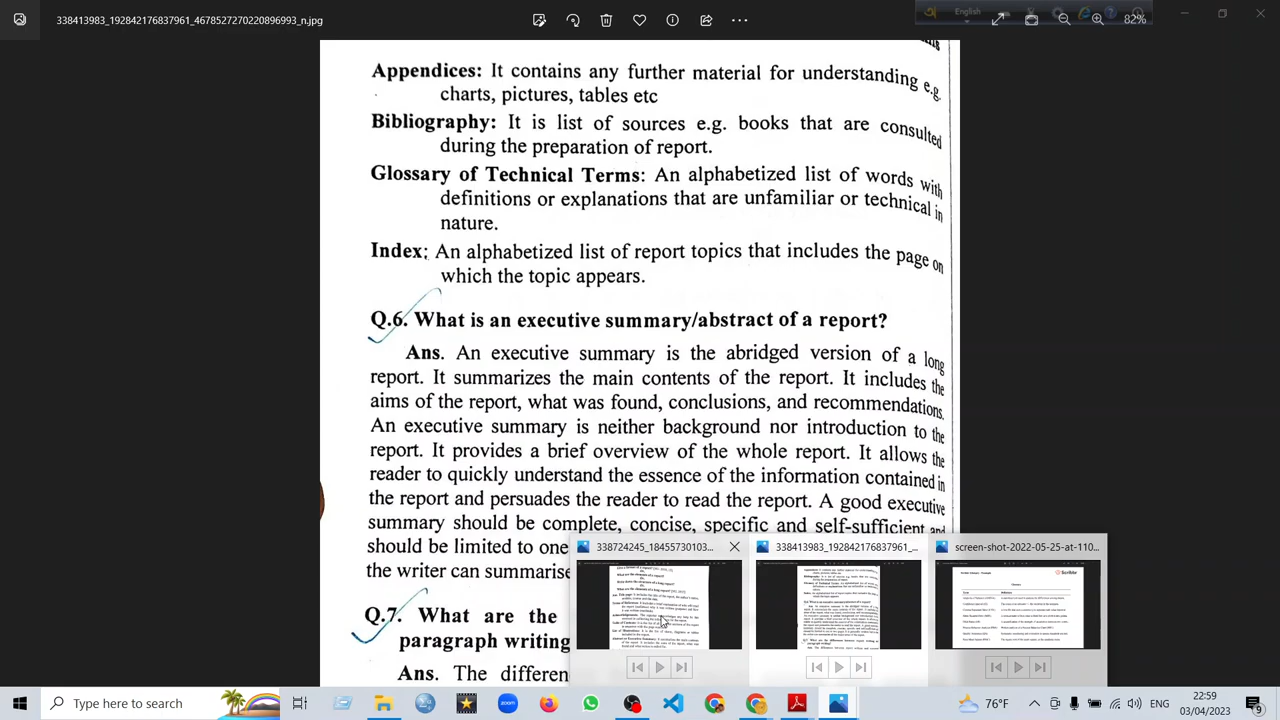 338413983_192842176837961_4678523702201018993_n.jpg
English
82%
Appendices: It contains any further material for understanding e.g.
charts, pictures, tables etc
Bibliography: It is list of sources e.g. books that are consulted
during the preparation of report.
Glossary of Technical Terms: An alphabetized list of words with
definitions or explanations that are unfamiliar or technical in
nature.
Index: An alphabetized list of report topics that includes the page on
which the topic appears.
Q.6. What is an executive summary/abstract of a report?
Ans. An executive summary is the abridged version of a long
report. It summarizes the main contents of the report. It includes the
aims of the report, what was found, conclusions, and recommendations.
An executive summary is neither background nor introduction to the
report. It provides a brief overview of the whole report. It allows the
reader to quickly understand the essence of the information contained in
the report and persuades the reader to read the report. A good executive
summary should be complete, concise, specific and self-sufficient and
should be limited to one
the writer can summarise
Q.7. What are the
paragraph writing
Ans. The differen
338724245_18455730103...
338413983_192842176837961_...
screen-shot-2022-05-25-at-110...
Scribbr
Type here to search
zoom
76°F
ENG
22:59
03/04/2023
9